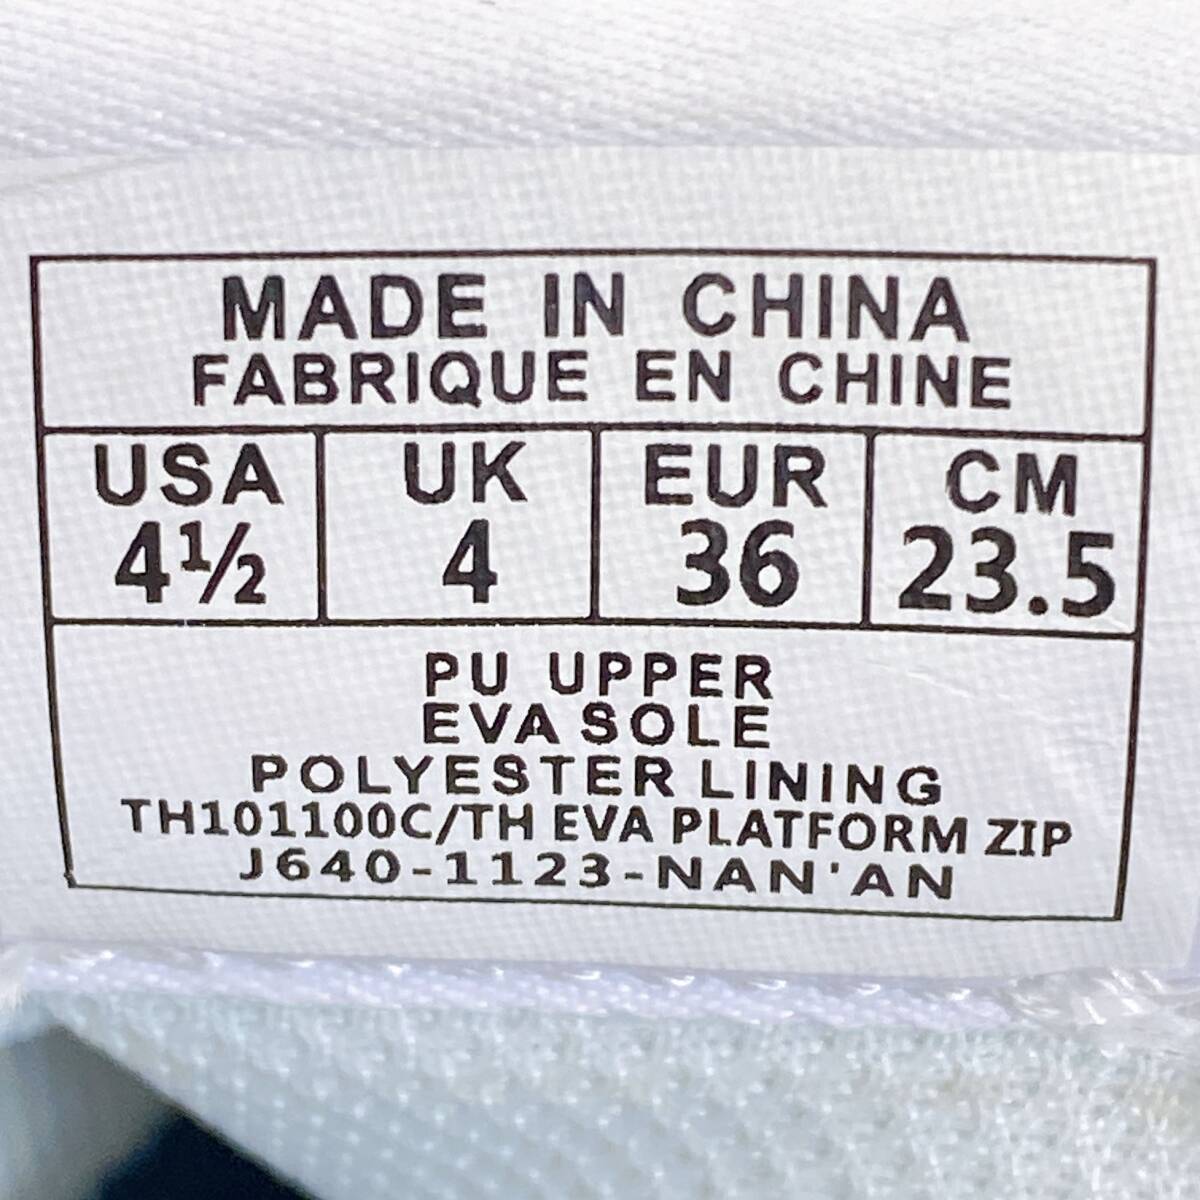 MADE IN CHINA
FABRIQUE EN CHINE
USA UK EUR CM
4½ 4 36 23.5
PU UPPER
EVA SOLE
POLYESTER LINING
TH101100C/TH EVA PLATFORM ZIP
J640-1123-NAN'AN